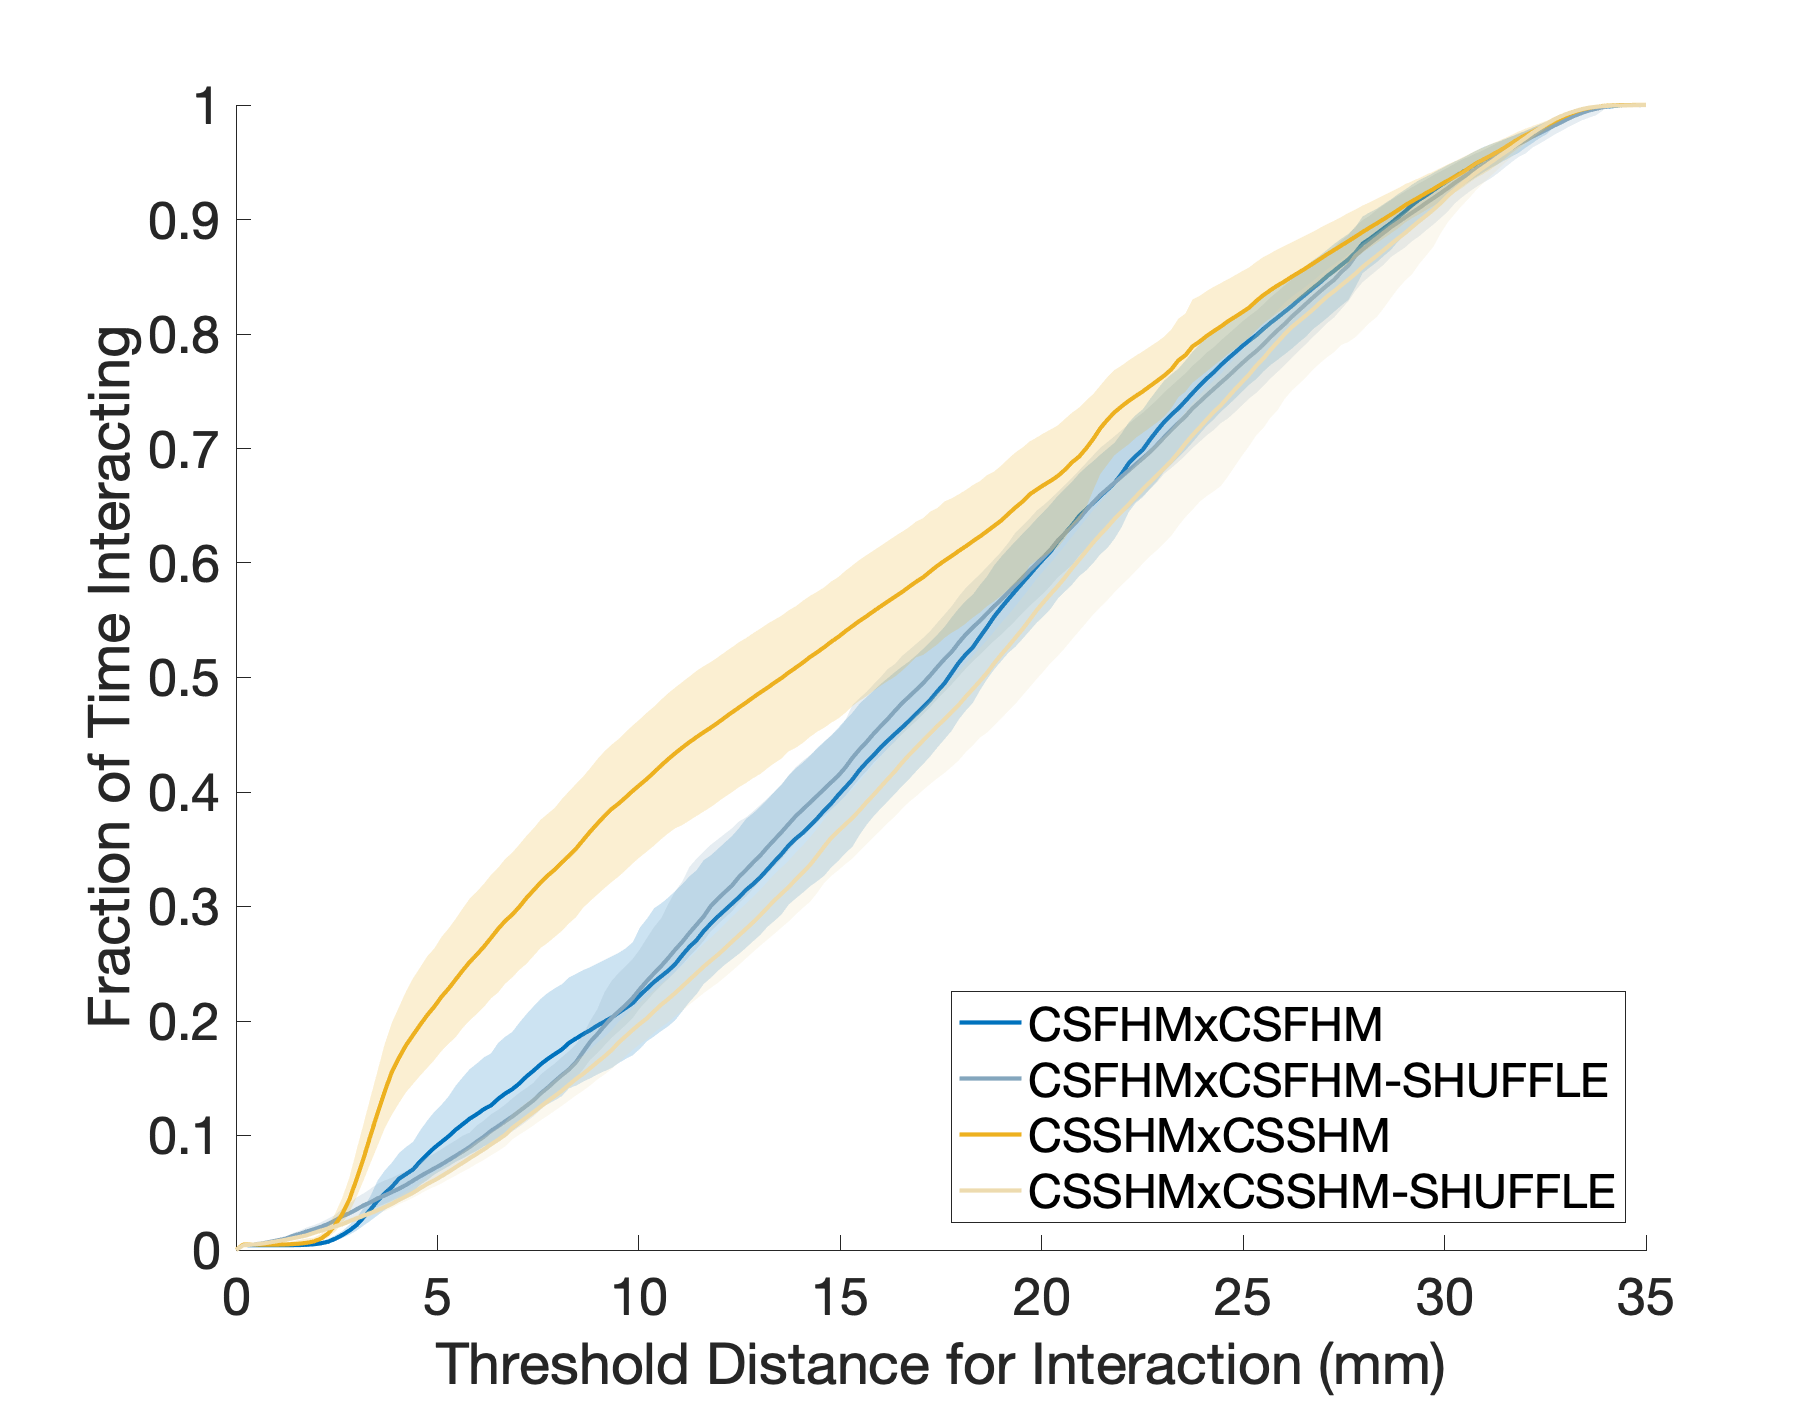 1
0.9
0.8
0.7
0.6
0.5
0.4
0.3
0.2
0.1
0
Fraction of Time Interacting
CSFHMxCSFHM
CSFHMxCSFHM-SHUFFLE
CSSHMxCSSHM
CSSHMxCSSHM-SHUFFLE
0 5 10 15 20 25 30 35
Threshold Distance for Interaction (mm)